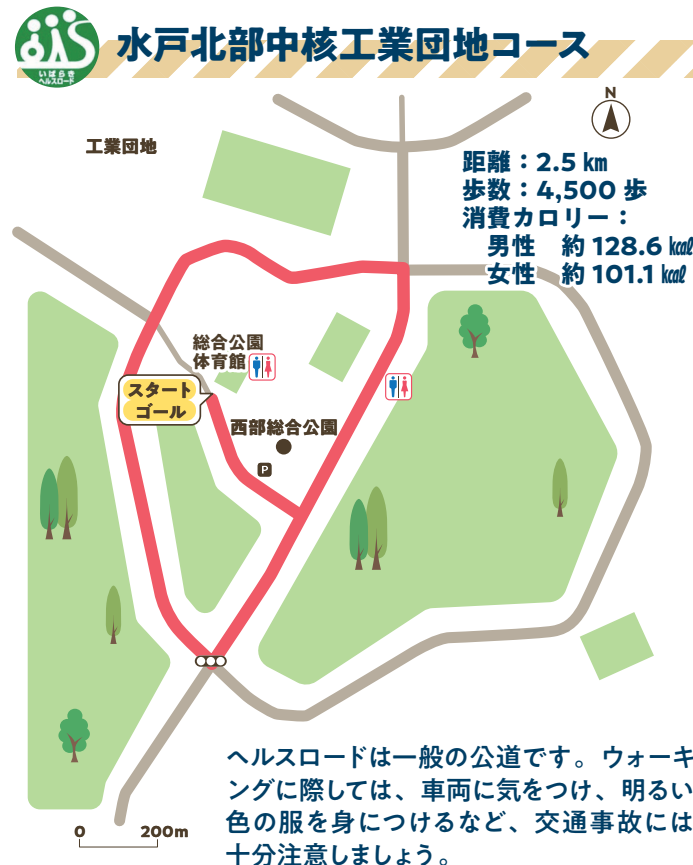 いばらき
ヘルスロード
水戸北部中核工業団地コース
N
工業団地
距離：2.5 km
歩数：4,500 歩
消費カロリー：
男性　約 128.6 kcal
女性　約 101.1 kcal
総合公園
体育館
スタート
ゴール
西部総合公園
P
ヘルスロードは一般の公道です。ウォーキ
ングに際しては、車両に気をつけ、明るい
色の服を身につけるなど、交通事故には
十分注意しましょう。
0 200m